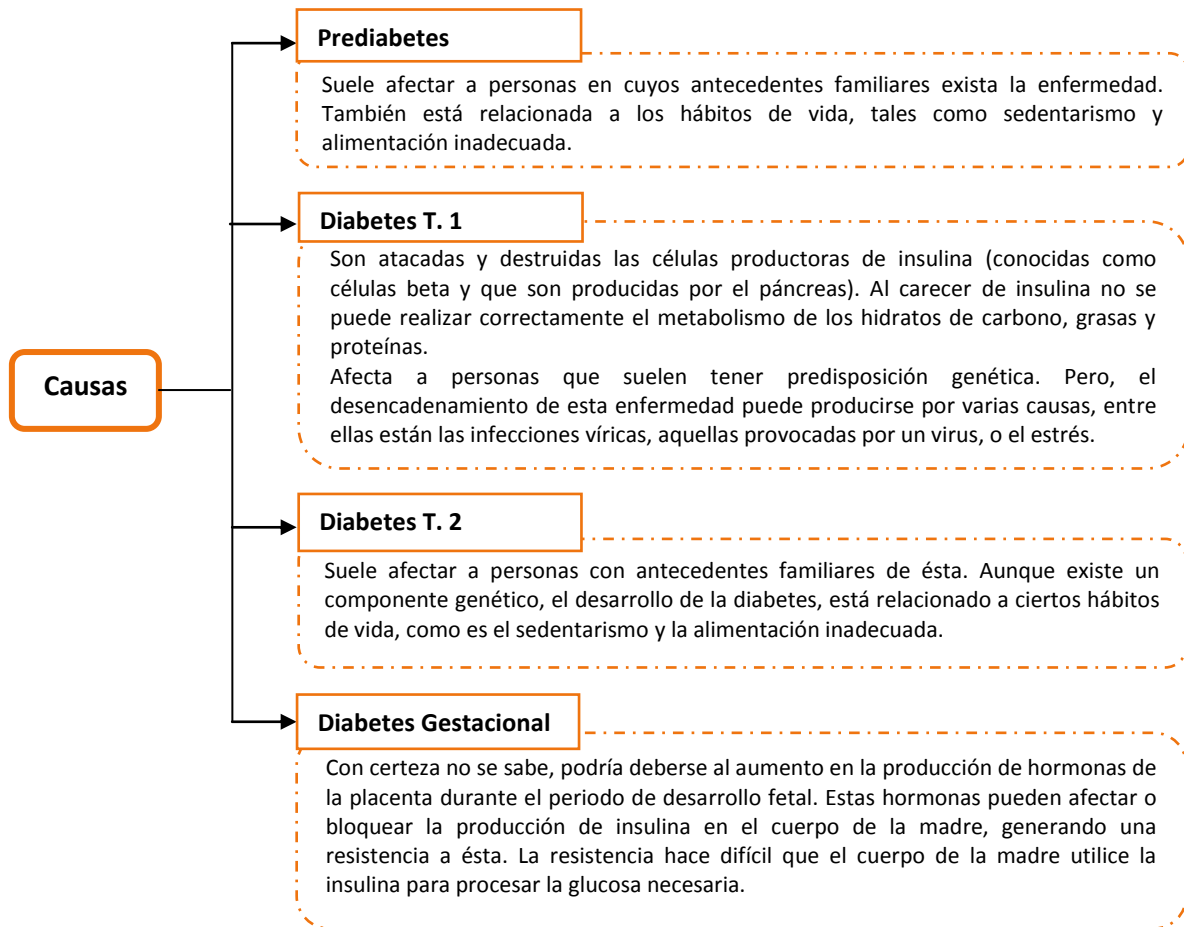 Prediabetes
Suele afectar a personas en cuyos antecedentes familiares exista la enfermedad.
También está relacionada a los hábitos de vida, tales como sedentarismo y
alimentación inadecuada.
Diabetes T. 1
Son atacadas y destruidas las células productoras de insulina (conocidas como
células beta y que son producidas por el páncreas). Al carecer de insulina no se
puede realizar correctamente el metabolismo de los hidratos de carbono, grasas y
proteínas.
Afecta a personas que suelen tener predisposición genética. Pero, el
desencadenamiento de esta enfermedad puede producirse por varias causas, entre
ellas están las infecciones víricas, aquellas provocadas por un virus, o el estrés.
Causas
Diabetes T. 2
Suele afectar a personas con antecedentes familiares de ésta. Aunque existe un
componente genético, el desarrollo de la diabetes, está relacionado a ciertos hábitos
de vida, como es el sedentarismo y la alimentación inadecuada.
Diabetes Gestacional
Con certeza no se sabe, podría deberse al aumento en la producción de hormonas de
la placenta durante el periodo de desarrollo fetal. Estas hormonas pueden afectar o
bloquear la producción de insulina en el cuerpo de la madre, generando una
resistencia a ésta. La resistencia hace difícil que el cuerpo de la madre utilice la
insulina para procesar la glucosa necesaria.